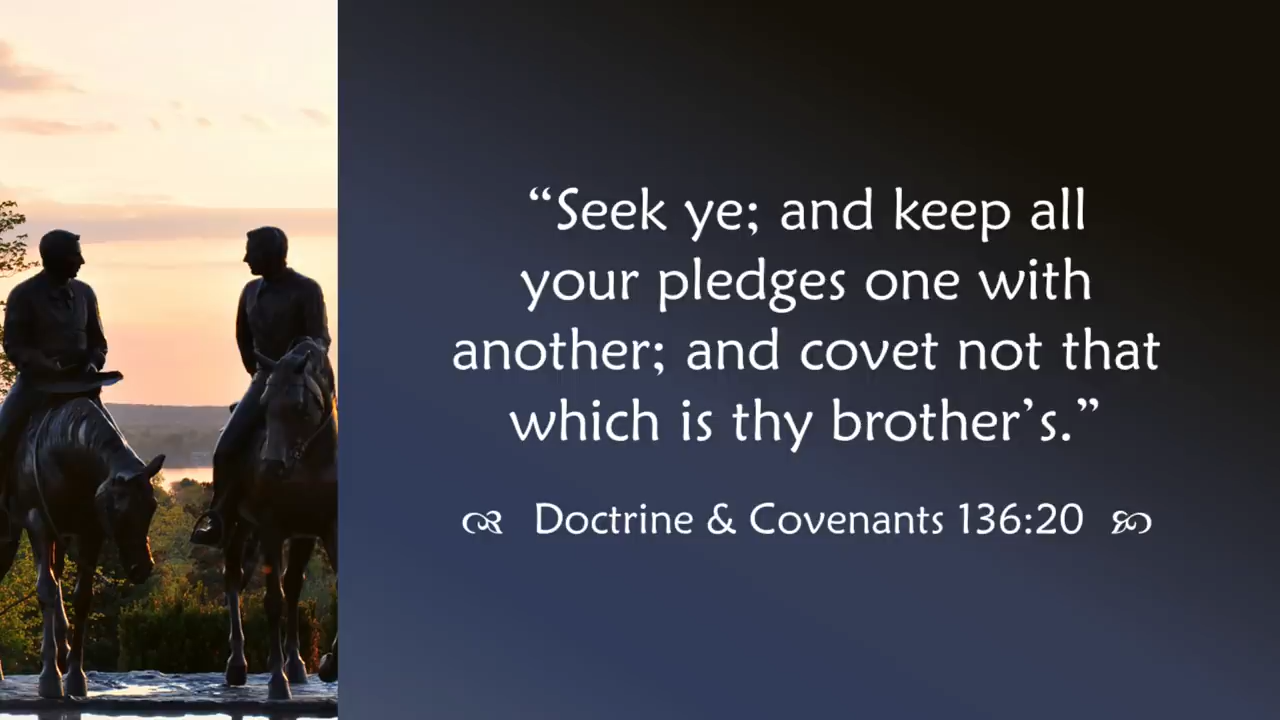 “Seek ye; and keep all
your pledges one with
another; and covet not that
which is thy brother’s.”
Doctrine & Covenants 136:20